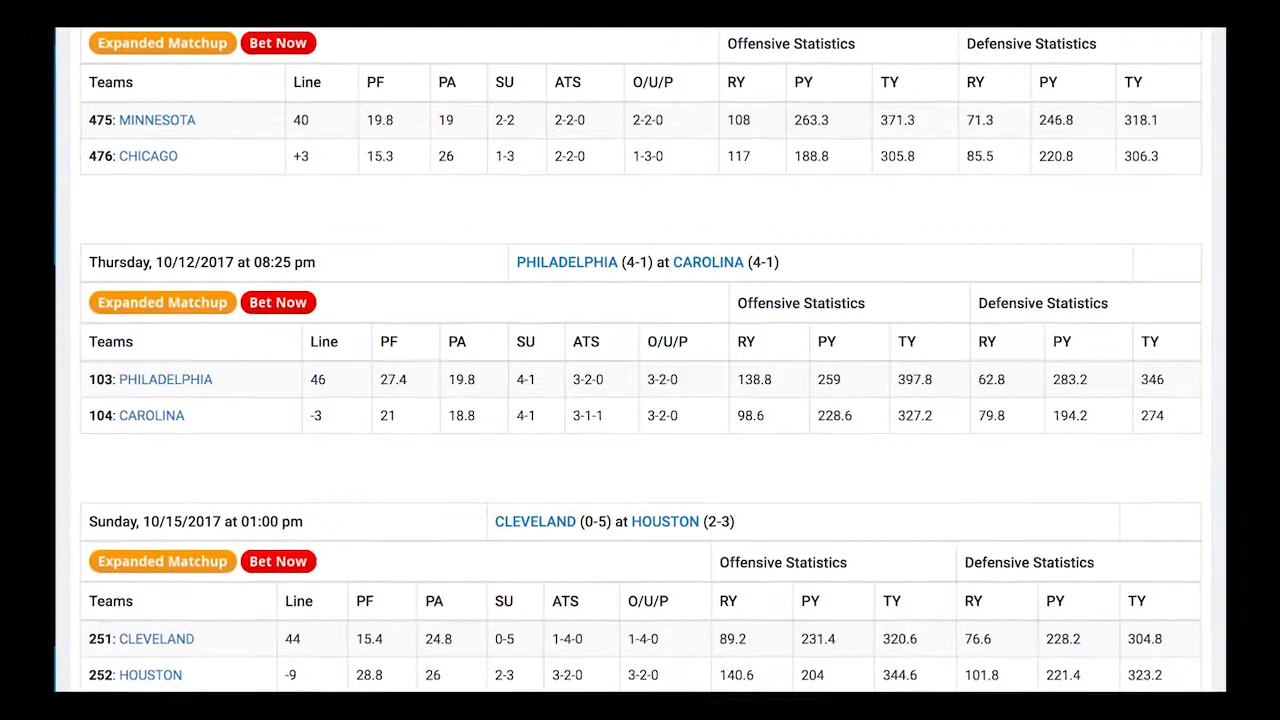 Expanded Matchup Bet Now Offensive Statistics Defensive Statistics
Teams Line PF PA SU ATS O/U/P RY PY TY RY PY TY
475: MINNESOTA 40 19.8 19 2-2 2-2-0 2-2-0 108 263.3 371.3 71.3 246.8 318.1
476: CHICAGO +3 15.3 26 1-3 2-2-0 1-3-0 117 188.8 305.8 85.5 220.8 306.3
Thursday, 10/12/2017 at 08:25 pm PHILADELPHIA (4-1) at CAROLINA (4-1)
Expanded Matchup Bet Now Offensive Statistics Defensive Statistics
Teams Line PF PA SU ATS O/U/P RY PY TY RY PY TY
103: PHILADELPHIA 46 27.4 19.8 4-1 3-2-0 3-2-0 138.8 259 397.8 62.8 283.2 346
104: CAROLINA -3 21 18.8 4-1 3-1-1 3-2-0 98.6 228.6 327.2 79.8 194.2 274
Sunday, 10/15/2017 at 01:00 pm CLEVELAND (0-5) at HOUSTON (2-3)
Expanded Matchup Bet Now Offensive Statistics Defensive Statistics
Teams Line PF PA SU ATS O/U/P RY PY TY RY PY TY
251: CLEVELAND 44 15.4 24.8 0-5 1-4-0 1-4-0 89.2 231.4 320.6 76.6 228.2 304.8
252: HOUSTON -9 28.8 26 2-3 3-2-0 3-2-0 140.6 204 344.6 101.8 221.4 323.2